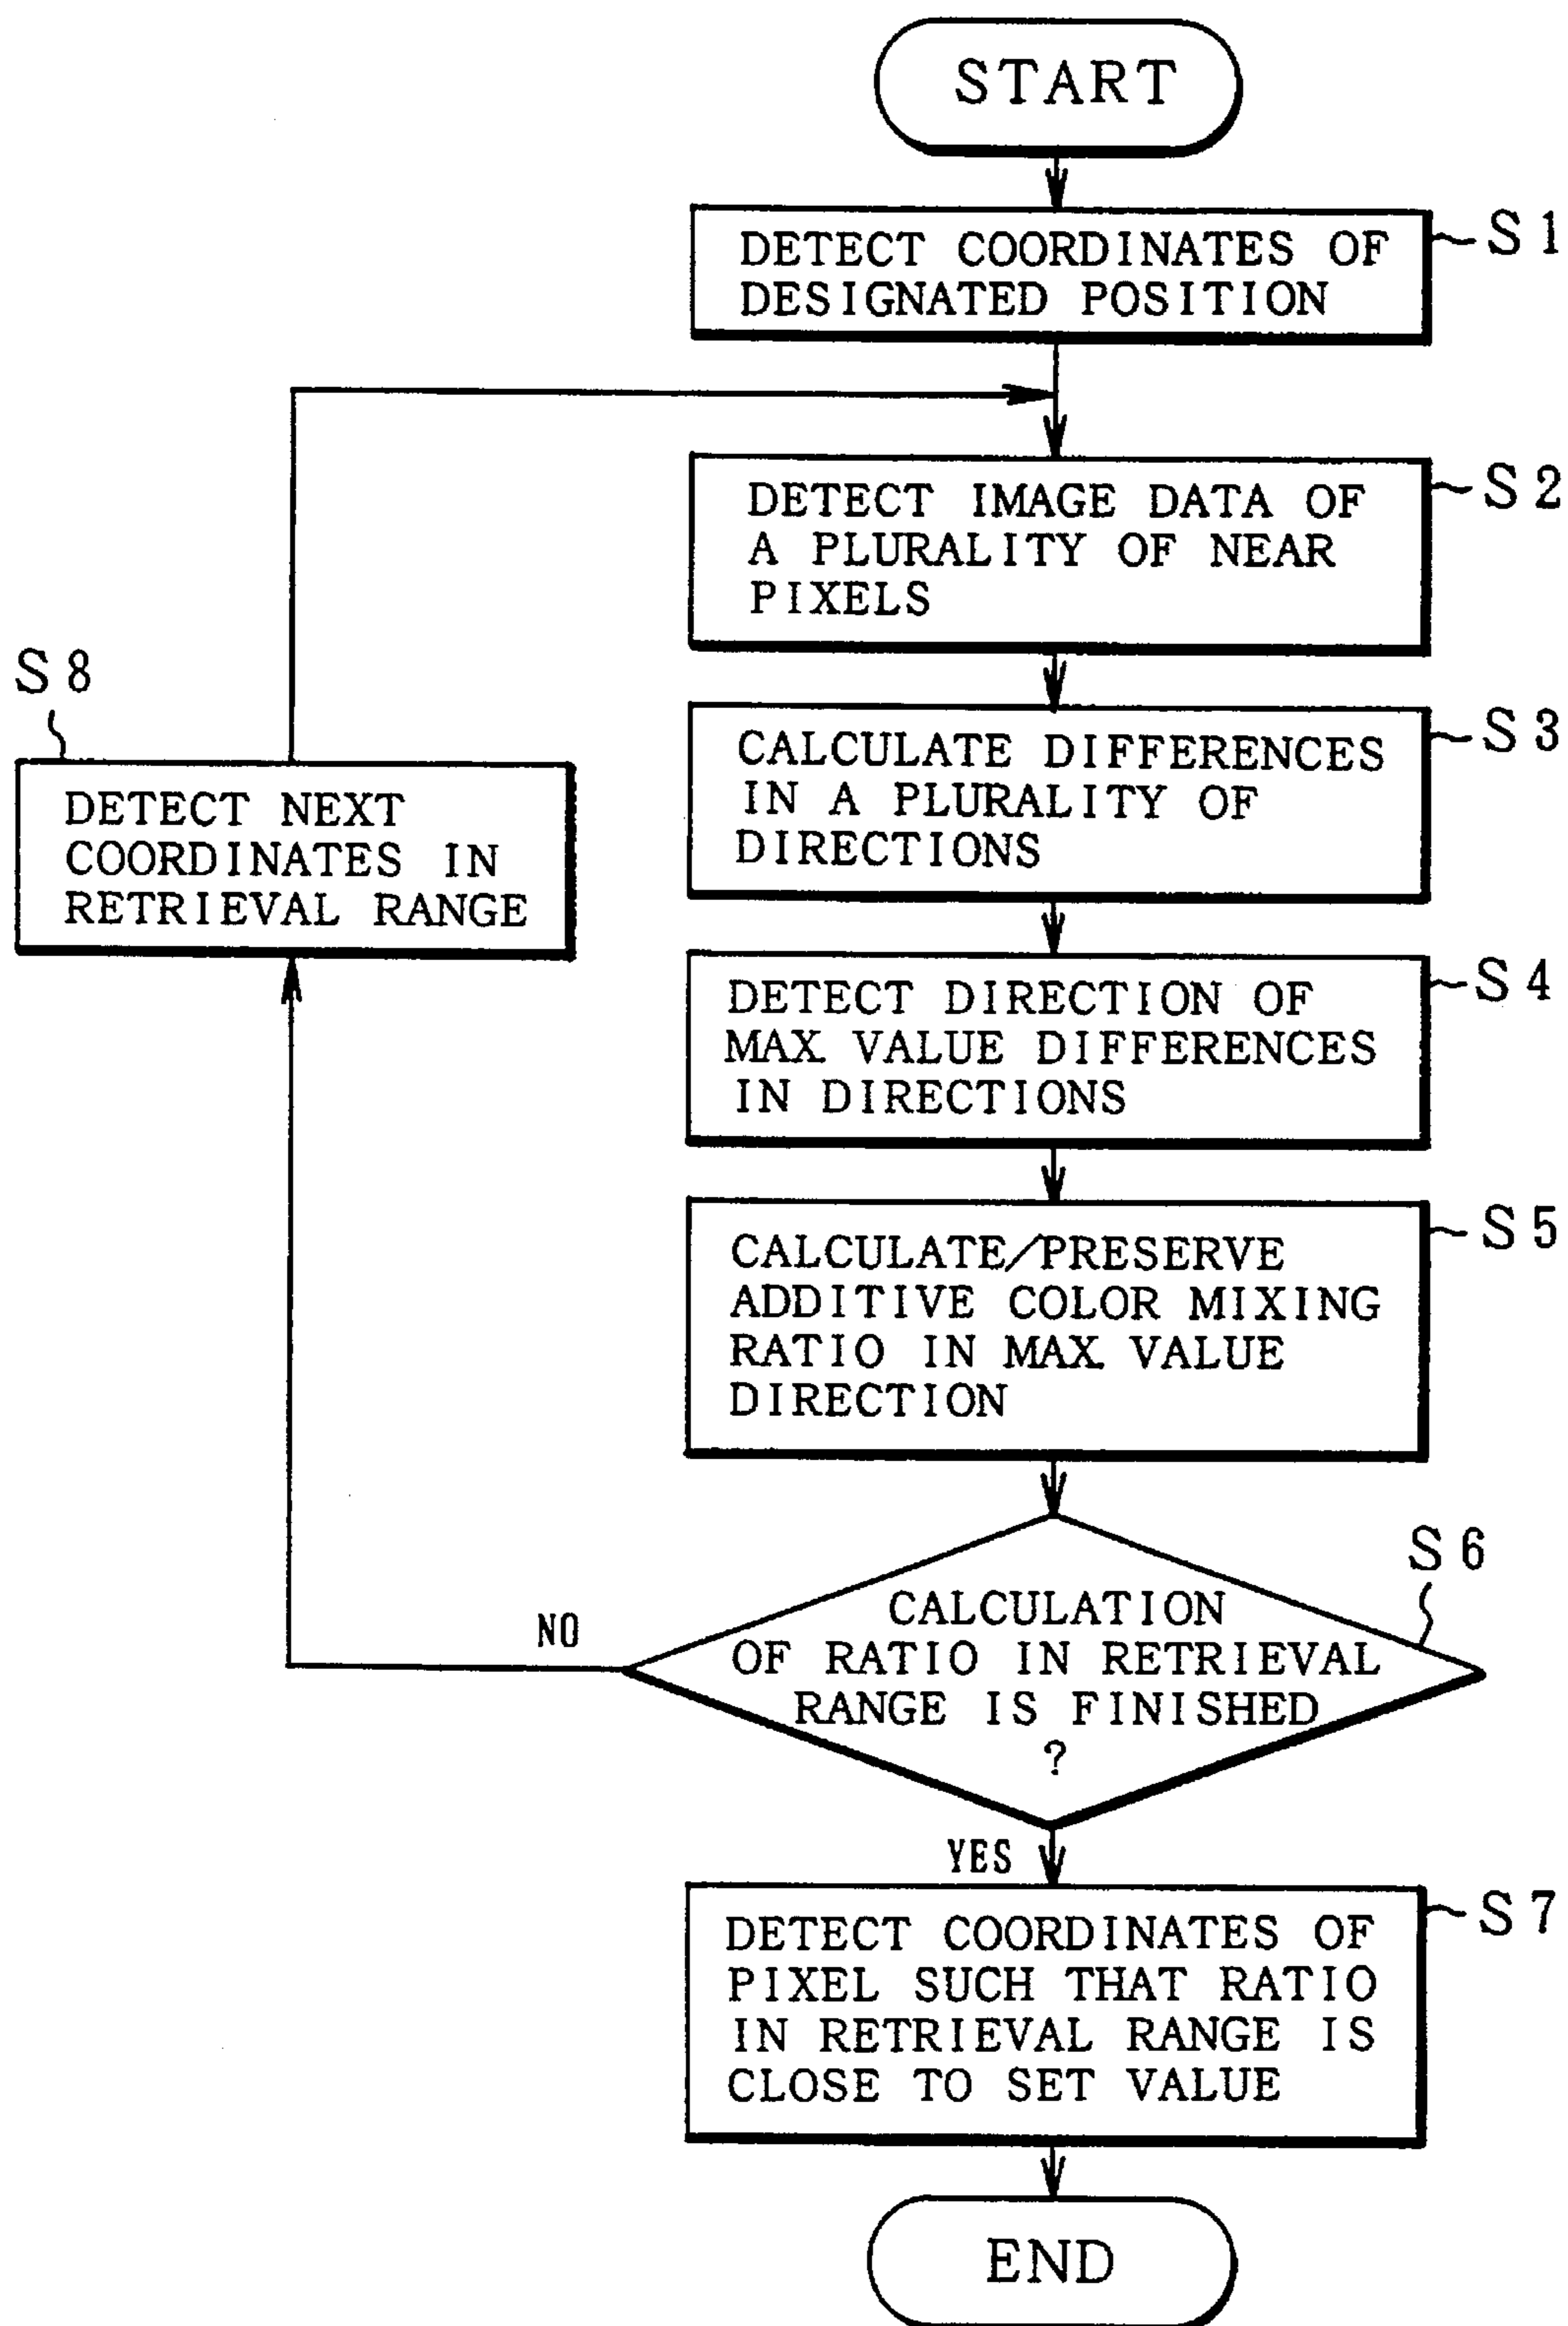 START
DETECT COORDINATES OF
DESIGNATED POSITION
S1
DETECT IMAGE DATA OF
A PLURALITY OF NEAR
PIXELS
S2
CALCULATE DIFFERENCES
IN A PLURALITY OF
DIRECTIONS
S3
S8
DETECT NEXT
COORDINATES IN
RETRIEVAL RANGE
DETECT DIRECTION OF
MAX. VALUE DIFFERENCES
IN DIRECTIONS
S4
CALCULATE/PRESERVE
ADDITIVE COLOR MIXING
RATIO IN MAX. VALUE
DIRECTION
S5
CALCULATION
OF RATIO IN RETRIEVAL
RANGE IS FINISHED
?
S6
NO
YES
DETECT COORDINATES OF
PIXEL SUCH THAT RATIO
IN RETRIEVAL RANGE IS
CLOSE TO SET VALUE
S7
END